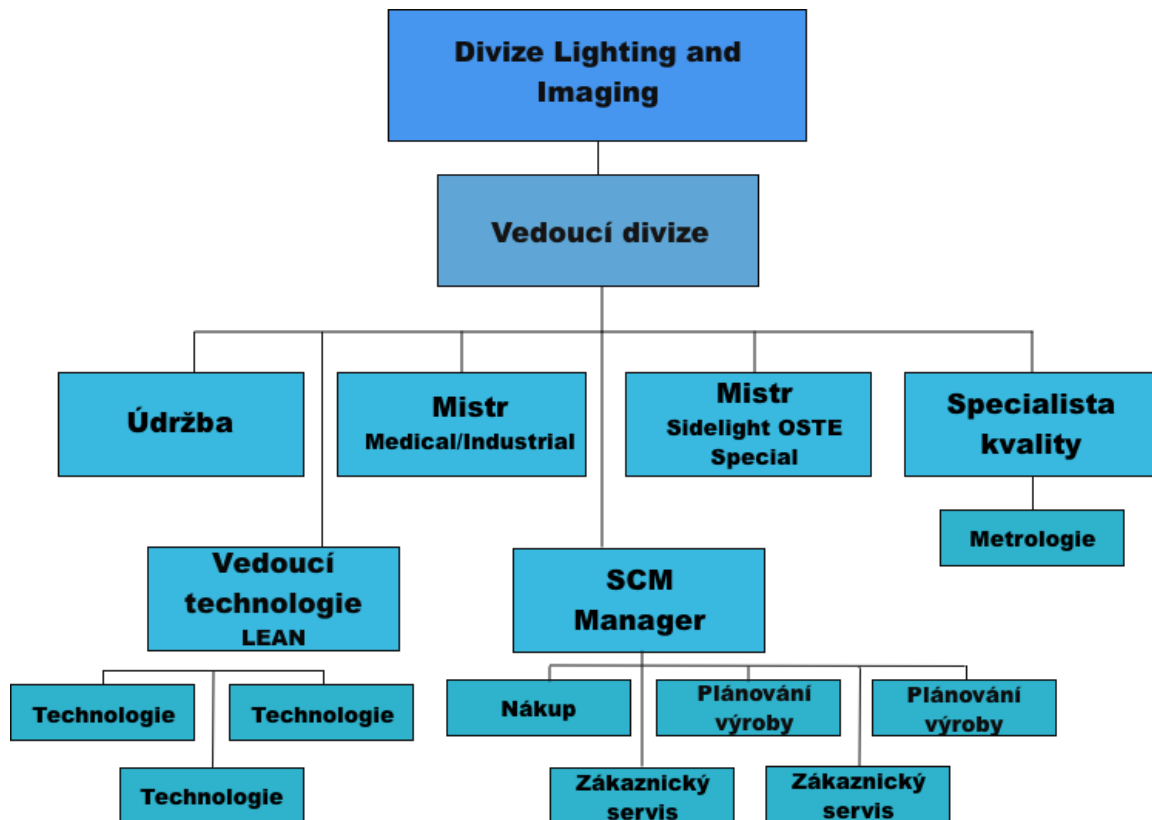 Divize Lighting and
Imaging
Vedoucí divize
Údržba
Mistr
Medical/Industrial
Mistr
Sidelight OSTE
Special
Specialista
kvality
Metrologie
Vedoucí
technologie
LEAN
SCM
Manager
Technologie
Technologie
Technologie
Nákup
Plánování
výroby
Plánování
výroby
Zákaznický
servis
Zákaznický
servis